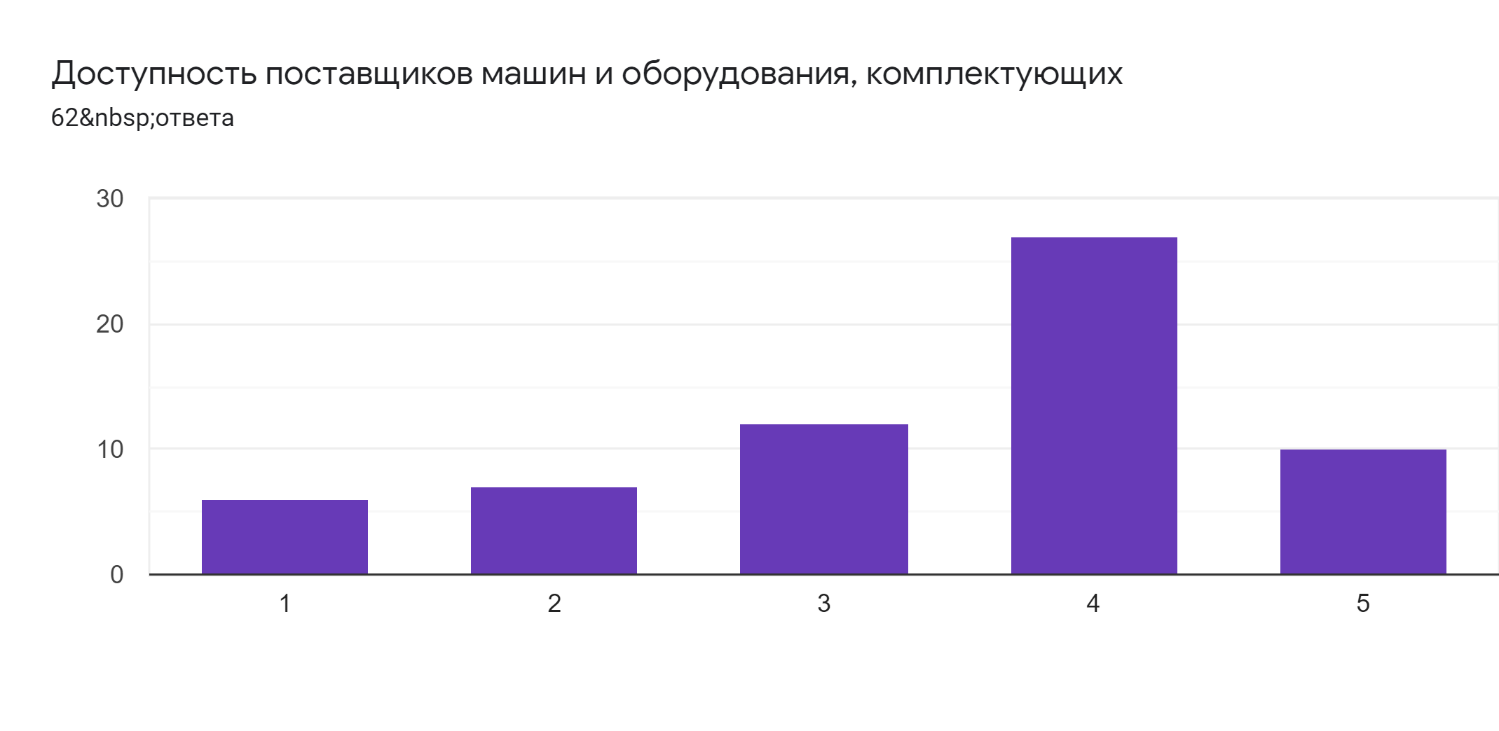 Доступность поставщиков машин и оборудования, комплектующих
62&nbsp;ответа
30
20
10
0
1 2 3 4 5